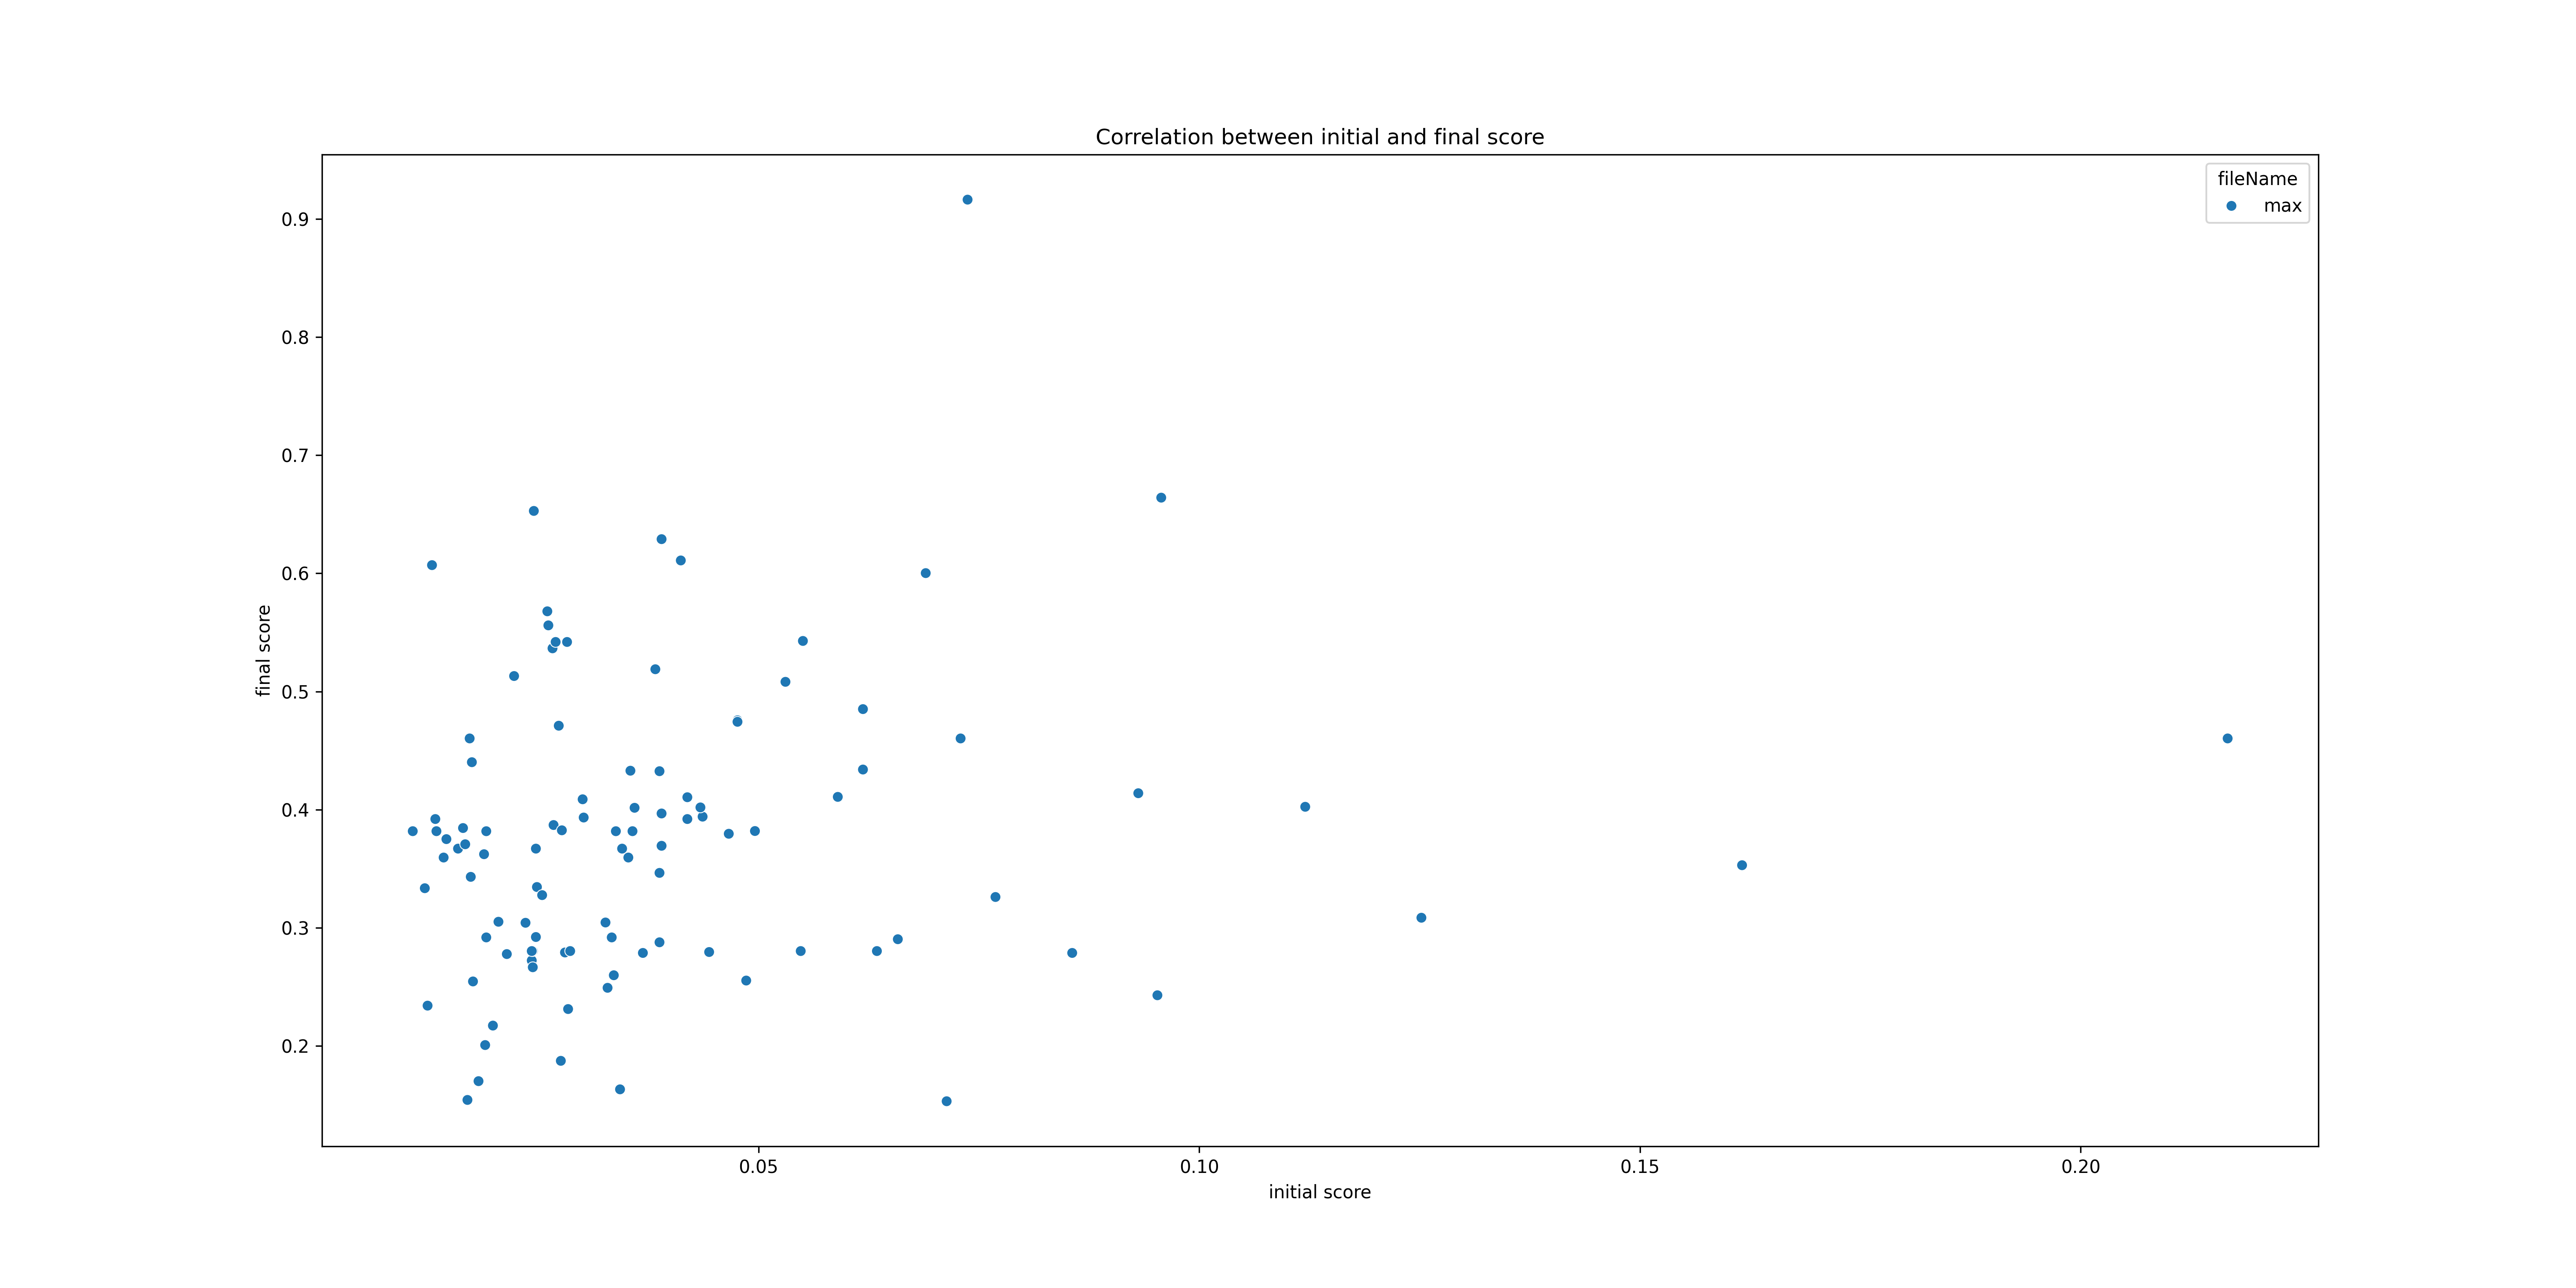 Correlation between initial and final score
fileName
max
0.9
0.8
0.7
0.6
0.5
0.4
0.3
0.2
final score
0.05 0.10 0.15 0.20
initial score